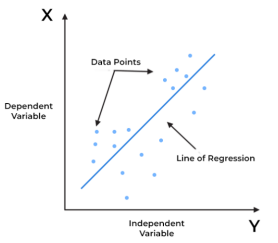 X
Data Points
Dependent
Variable
Line of Regression
Independent
Variable
Y